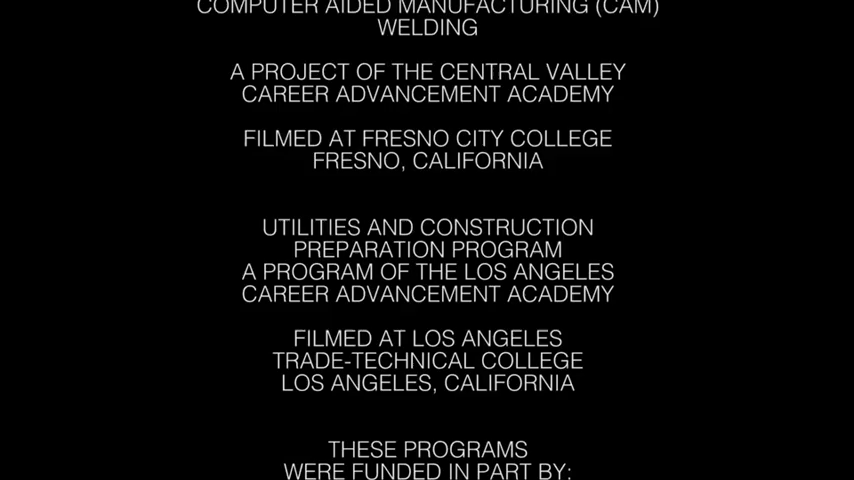 COMPUTER AIDED MANUFACTURING (CAM)
WELDING
A PROJECT OF THE CENTRAL VALLEY
CAREER ADVANCEMENT ACADEMY
FILMED AT FRESNO CITY COLLEGE
FRESNO, CALIFORNIA
UTILITIES AND CONSTRUCTION
PREPARATION PROGRAM
A PROGRAM OF THE LOS ANGELES
CAREER ADVANCEMENT ACADEMY
FILMED AT LOS ANGELES
TRADE-TECHNICAL COLLEGE
LOS ANGELES, CALIFORNIA
THESE PROGRAMS
WERE FUNDED IN PART BY: